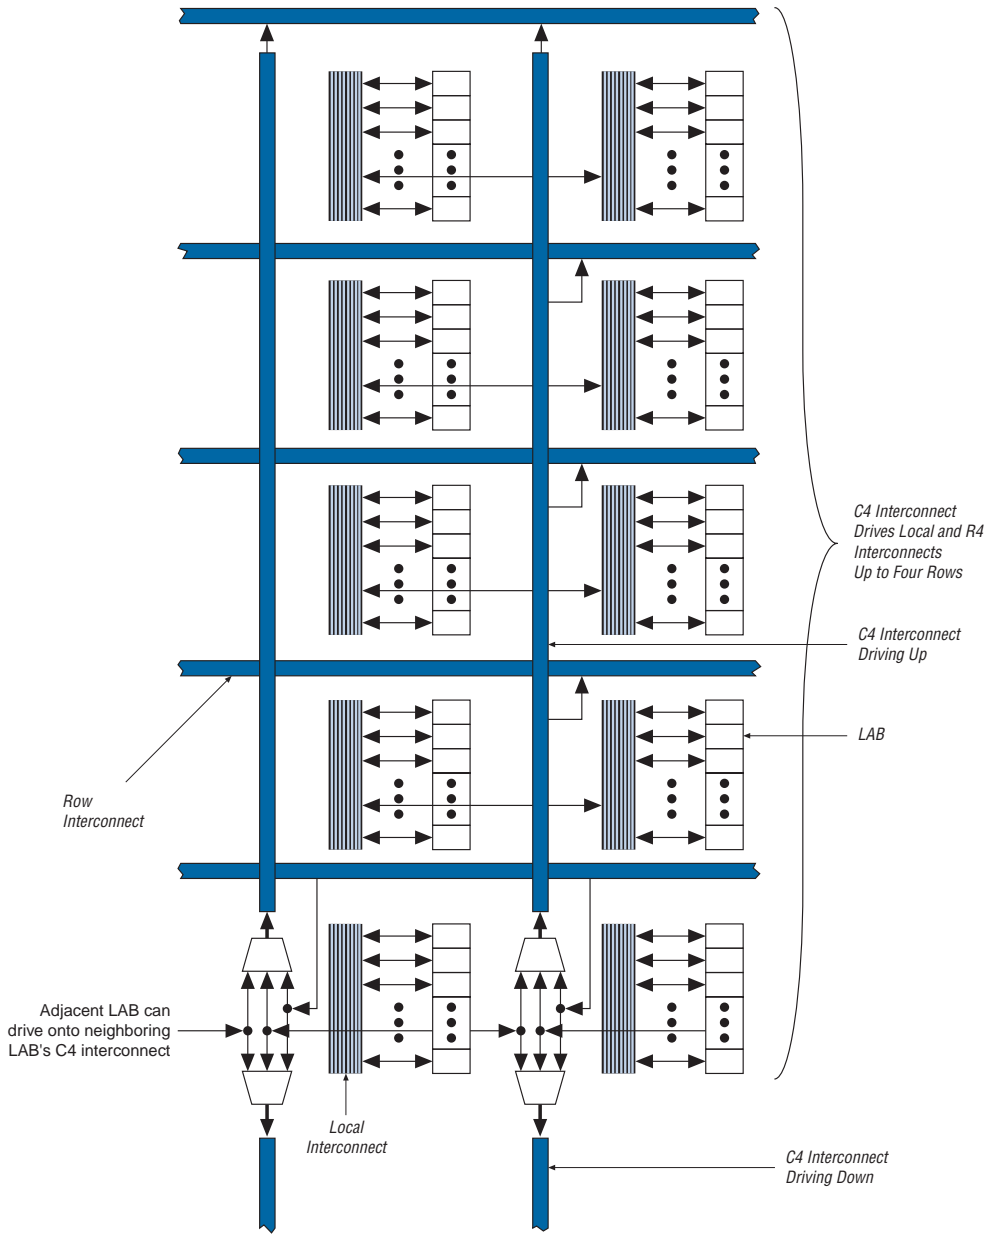 C4 Interconnect
Drives Local and R4
Interconnects
Up to Four Rows
C4 Interconnect
Driving Up
LAB
Row
Interconnect
Adjacent LAB can
drive onto neighboring
LAB's C4 interconnect
Local
Interconnect
C4 Interconnect
Driving Down